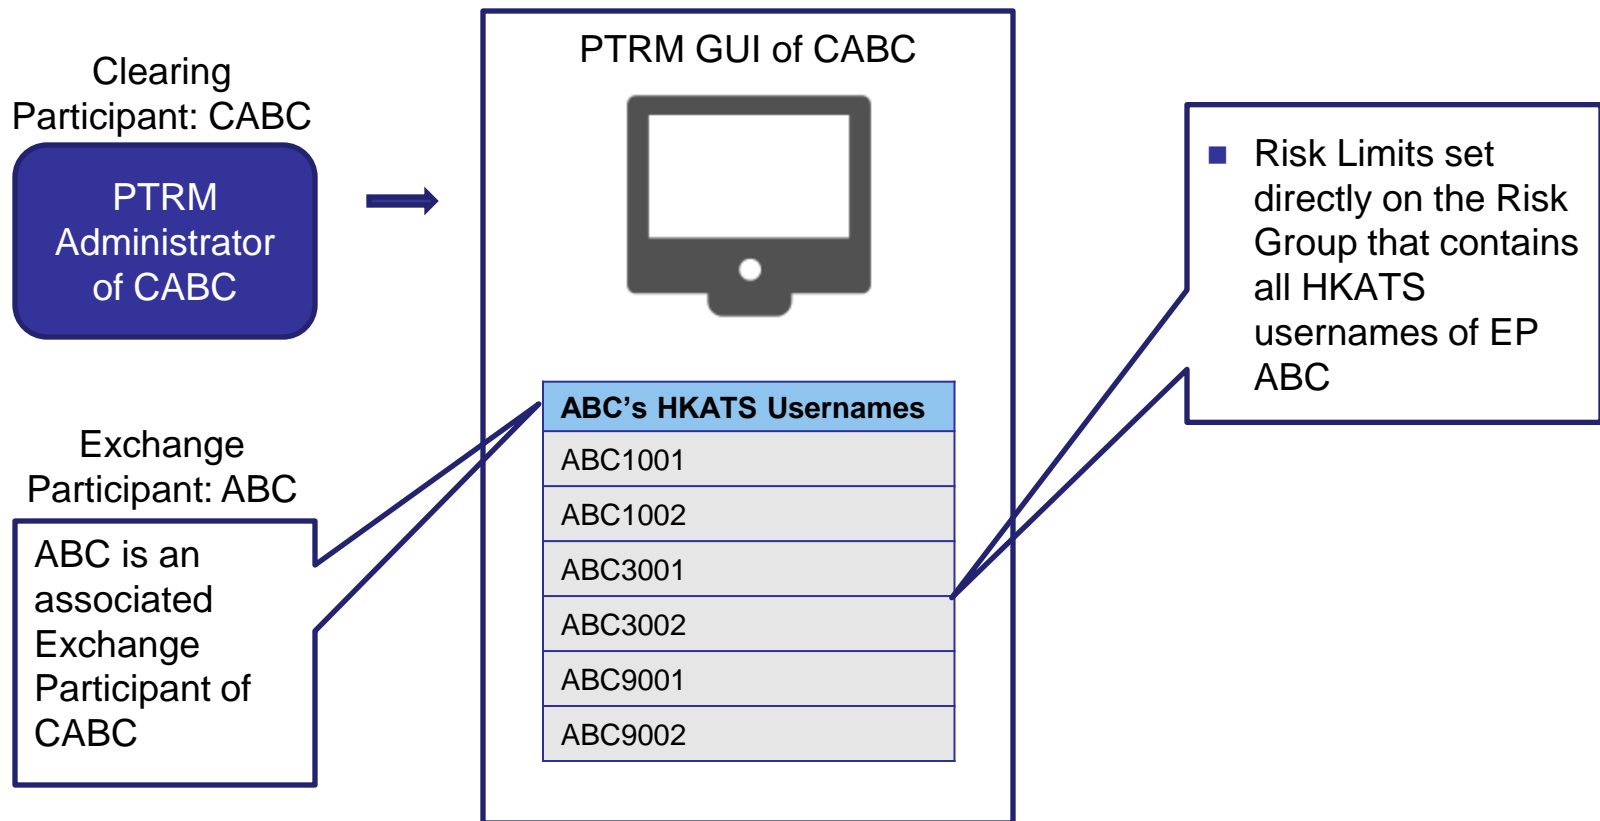 Clearing
Participant: CABC
PTRM
Administrator
of CABC
PTRM GUI of CABC
Exchange
Participant: ABC
ABC is an
associated
Exchange
Participant of
CABC
ABC's HKATS Usernames
ABC1001
ABC1002
ABC3001
ABC3002
ABC9001
ABC9002
■ Risk Limits set
directly on the Risk
Group that contains
all HKATS
usernames of EP
ABC